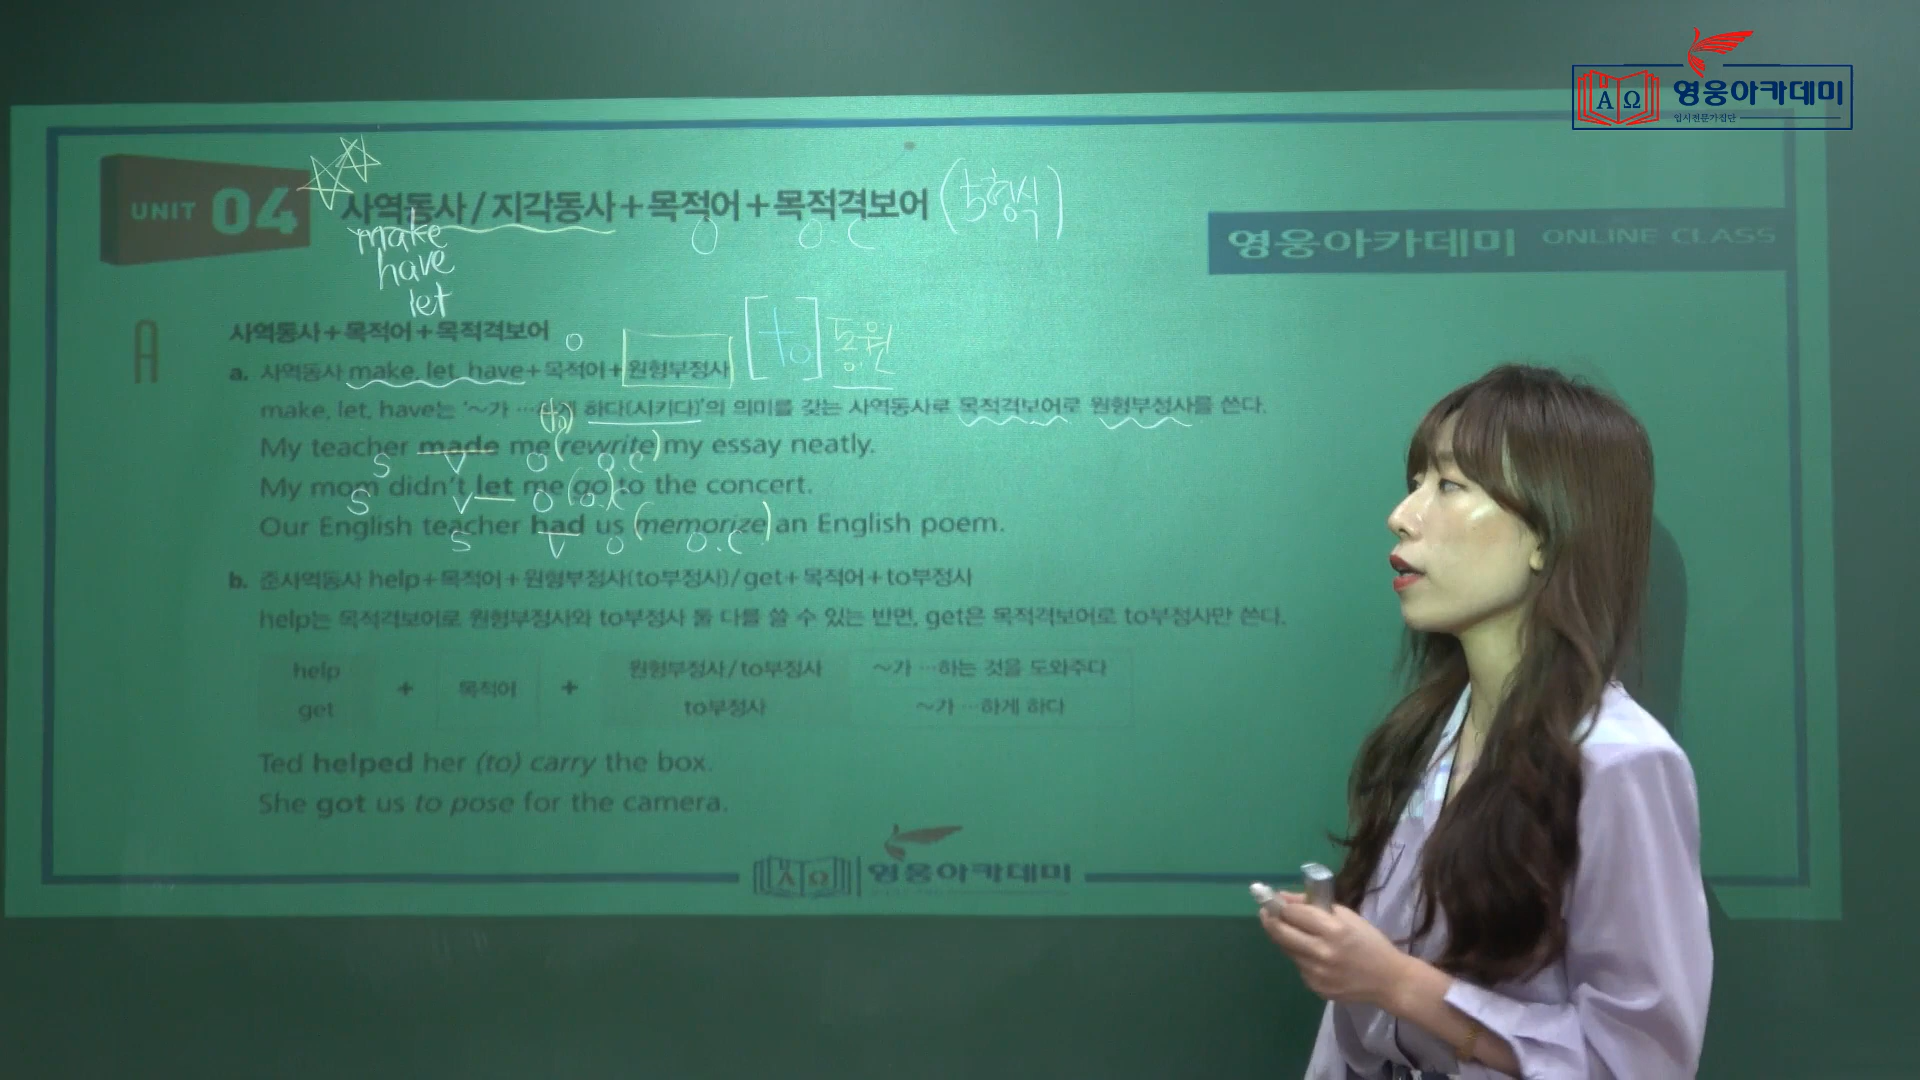 영웅아카데미
입시전문가집단
UNIT 04
사역동사/지각동사+목적어+목적격보어 (5형식)
O O.C
make
have
let
영웅아카데미 ONLINE CLASS
A
사역동사+목적어+목적격보어
O [to] 동원
a. 사역동사 make, let, have+목적어+원형부정사
make, let, have는 '~가 …하게 하다(시키다)'의 의미를 갖는 사역동사로 목적격보어로 원형부정사를 쓴다.
(to)
My teacher made me (rewrite) my essay neatly.
S V O O.C
My mom didn't let me (go) to the concert.
S V O O.C
Our English teacher had us (memorize) an English poem.
S V O O.C
b. 준사역동사 help+목적어+원형부정사(to부정사)/get+목적어+to부정사
help는 목적격보어로 원형부정사와 to부정사 둘 다를 쓸 수 있는 반면, get은 목적격보어로 to부정사만 쓴다.
help 원형부정사/to부정사 ~가 …하는 것을 도와주다
+ 목적어 +
get to부정사 ~가 …하게 하다
Ted helped her (to) carry the box.
She got us to pose for the camera.
영웅아카데미